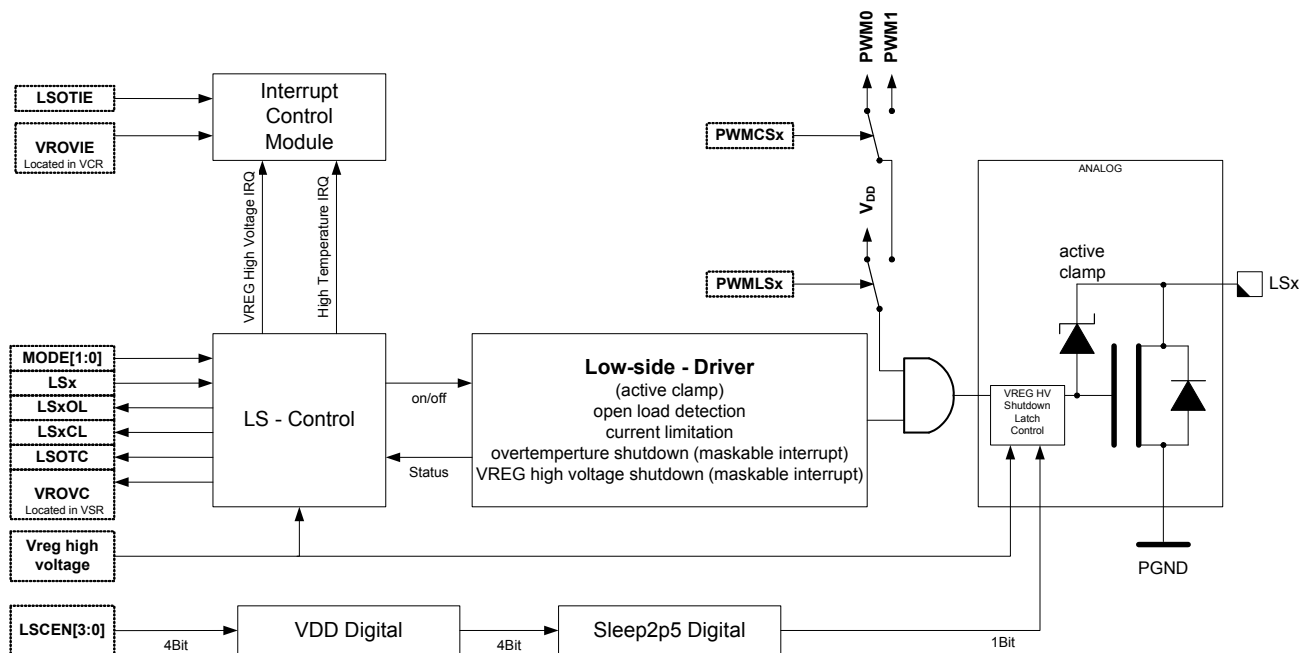 PWM0
PWM1
LSOTIE
VROVIE
Located in VCR
Interrupt
Control
Module
PWMCSx
VREG High Voltage IRQ
High Temperature IRQ
VDD
PWMLSx
ANALOG
active
clamp
LSx
MODE[1:0]
LSx
LSxOL
LSxCL
LSOTC
VROVC
Located in VSR
LS - Control
on/off
Status
Low-side - Driver
(active clamp)
open load detection
current limitation
overtemperture shutdown (maskable interrupt)
VREG high voltage shutdown (maskable interrupt)
VREG HV
Shutdown
Latch
Control
Vreg high
voltage
PGND
LSCEN[3:0]
4Bit
VDD Digital
4Bit
Sleep2p5 Digital
1Bit